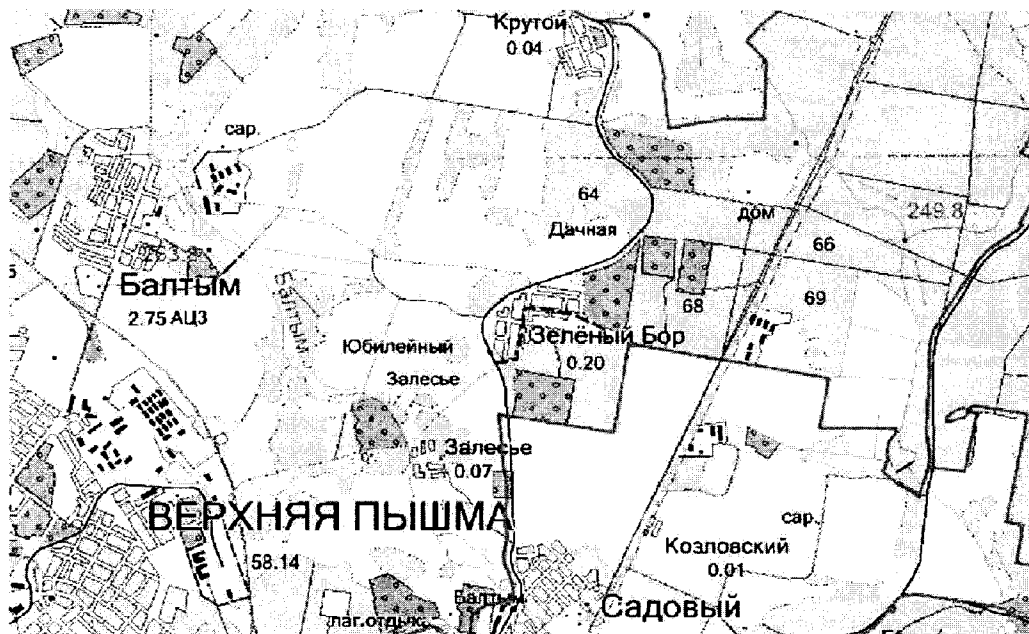 Крутой
0.04
сар.
64
Дачная
дом
249.8
66
Балтым
2.75 АЦЗ
Балтым
68
69
Зелёный Бор
0.20
Юбилейный
Залесье
Залесье
0.07
ВЕРХНЯЯ ПЫШМА
58.14
сар.
Козловский
0.01
Балтым
Садовый
лаг.отдых.